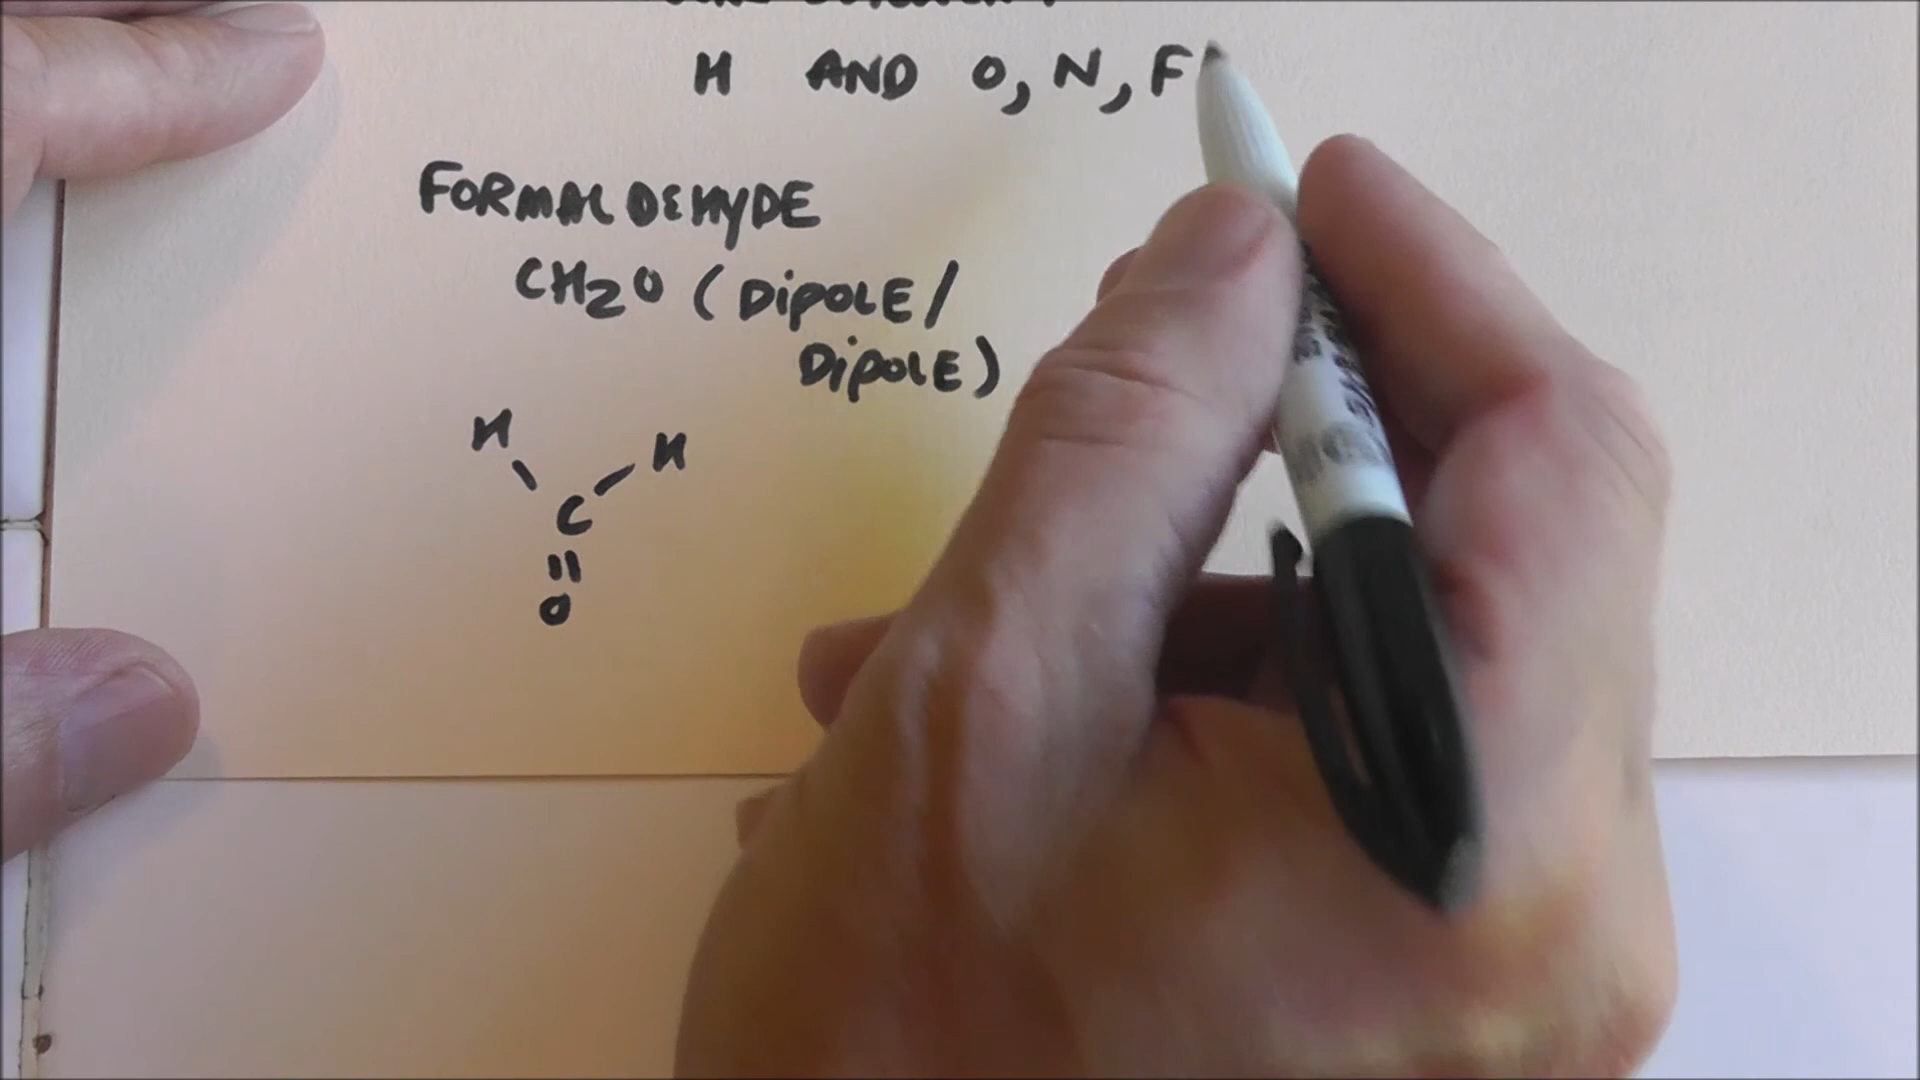 H AND O, N, F
FORMALDEHYDE
CH2O (DIPOLE/
DIPOLE)
H H
C
O